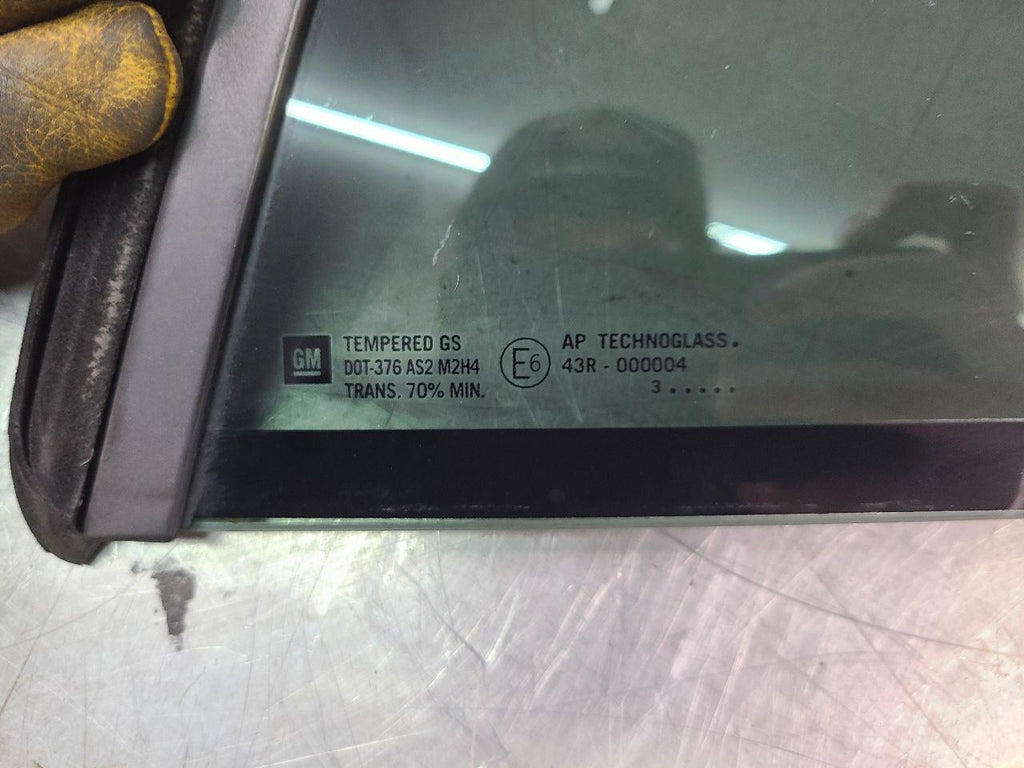 GM
TEMPERED GS
DOT-376 AS2 M2H4
TRANS. 70% MIN.
E6
AP TECHNOGLASS.
43R - 000004
3.....